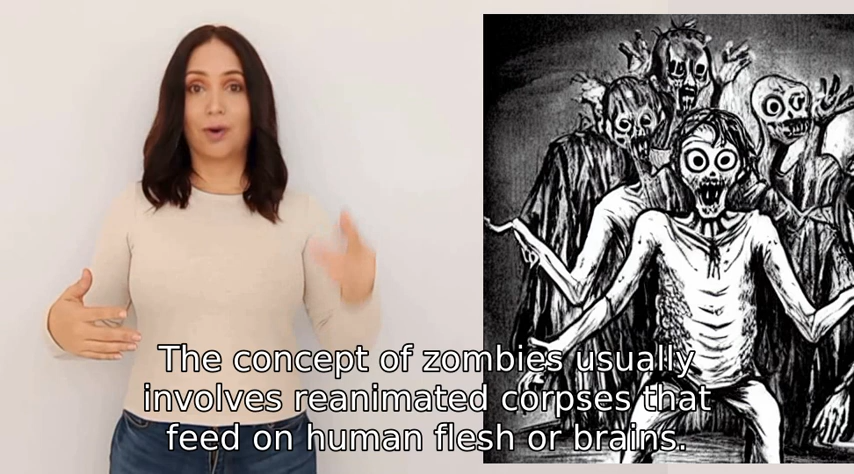 The concept of zombies usually
involves reanimated corpses that
feed on human flesh or brains.